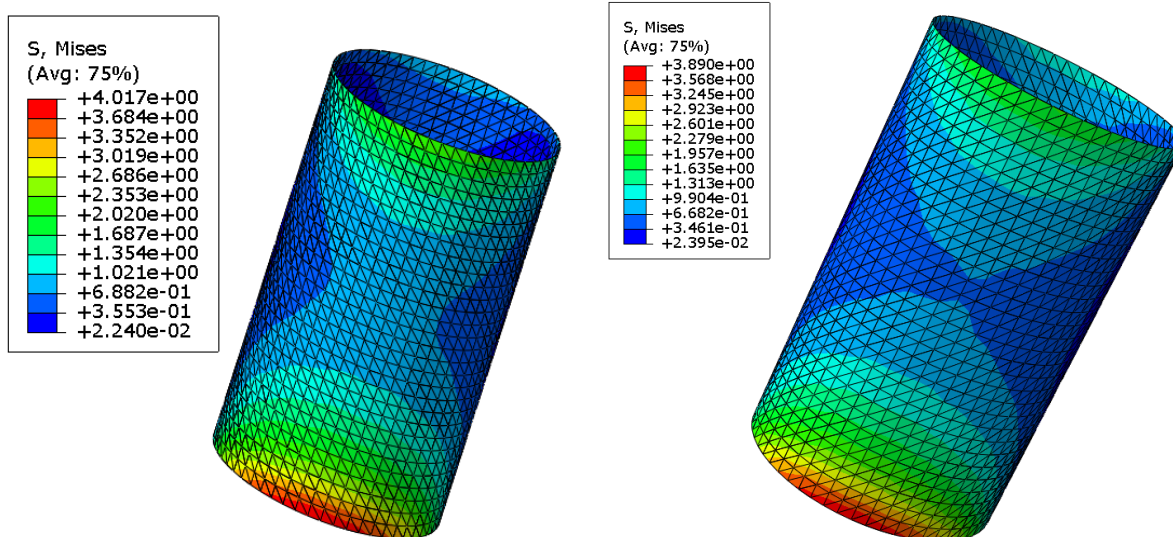 S, Mises
(Avg: 75%)
+4.017e+00
+3.684e+00
+3.352e+00
+3.019e+00
+2.686e+00
+2.353e+00
+2.020e+00
+1.687e+00
+1.354e+00
+1.021e+00
+6.882e-01
+3.553e-01
+2.240e-02
S, Mises
(Avg: 75%)
+3.890e+00
+3.568e+00
+3.245e+00
+2.923e+00
+2.601e+00
+2.279e+00
+1.957e+00
+1.635e+00
+1.313e+00
+9.904e-01
+6.682e-01
+3.461e-01
+2.395e-02